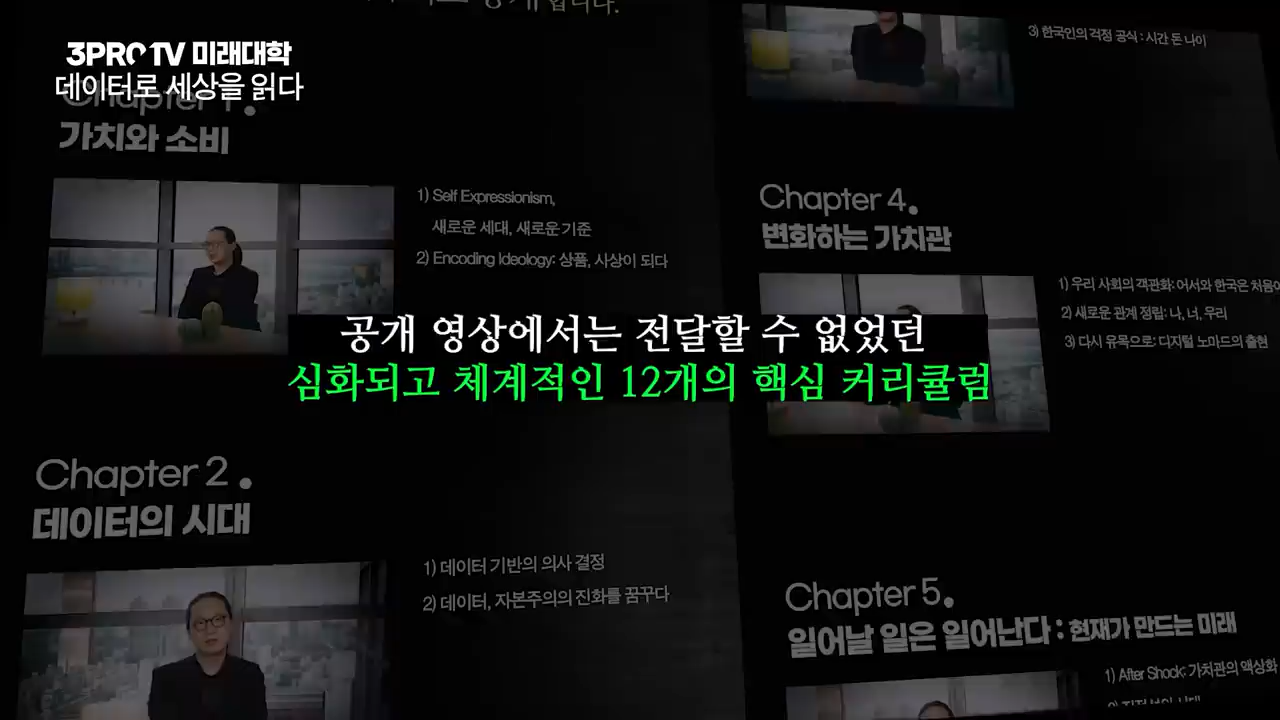 공개 합니다.
3PRO TV 미래대학
데이터로 세상을 읽다
Chapter 1.
가치와 소비
1) Self Expressionism,
새로운 세대, 새로운 기준
2) Encoding Ideology: 상품, 사상이 되다
3) 한국인의 걱정 공식 : 시간 돈 나이
Chapter 4.
변화하는 가치관
1) 우리 사회의 객관화: 어서와 한국은 처음이
2) 새로운 관계 정립: 나, 너, 우리
3) 다시 유목으로: 디지털 노마드의 출현
공개 영상에서는 전달할 수 없었던
심화되고 체계적인 12개의 핵심 커리큘럼
Chapter 2.
데이터의 시대
1) 데이터 기반의 의사 결정
2) 데이터, 자본주의의 진화를 꿈꾸다
Chapter 5.
일어날 일은 일어난다 : 현재가 만드는 미래
1) After Shock: 가치관의 액상화